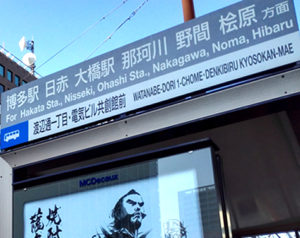 博多駅 日赤 大橋駅 那珂川 野間 桧原 方面
For Hakata Sta., Nisseki, Ohashi Sta., Nakagawa, Noma, Hibaru
渡辺通一丁目・電気ビル共創館前 WATANABE-DORI 1-CHOME·DENKIBIRU KYOSOKAN-MAE
MCDecaux